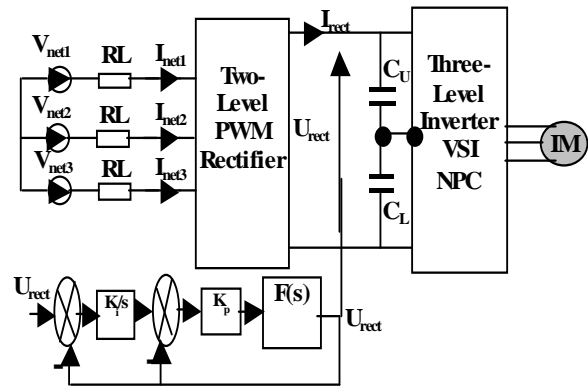 I_rect
V_net1
RL
I_net1
V_net2
RL
I_net2
V_net3
RL
I_net3
Two-
Level
PWM
Rectifier
U_rect
C_U
C_L
Three-
Level
Inverter
VSI
NPC
IM
U_rect
K_i/s
K_p
F(s)
U_rect
-
-